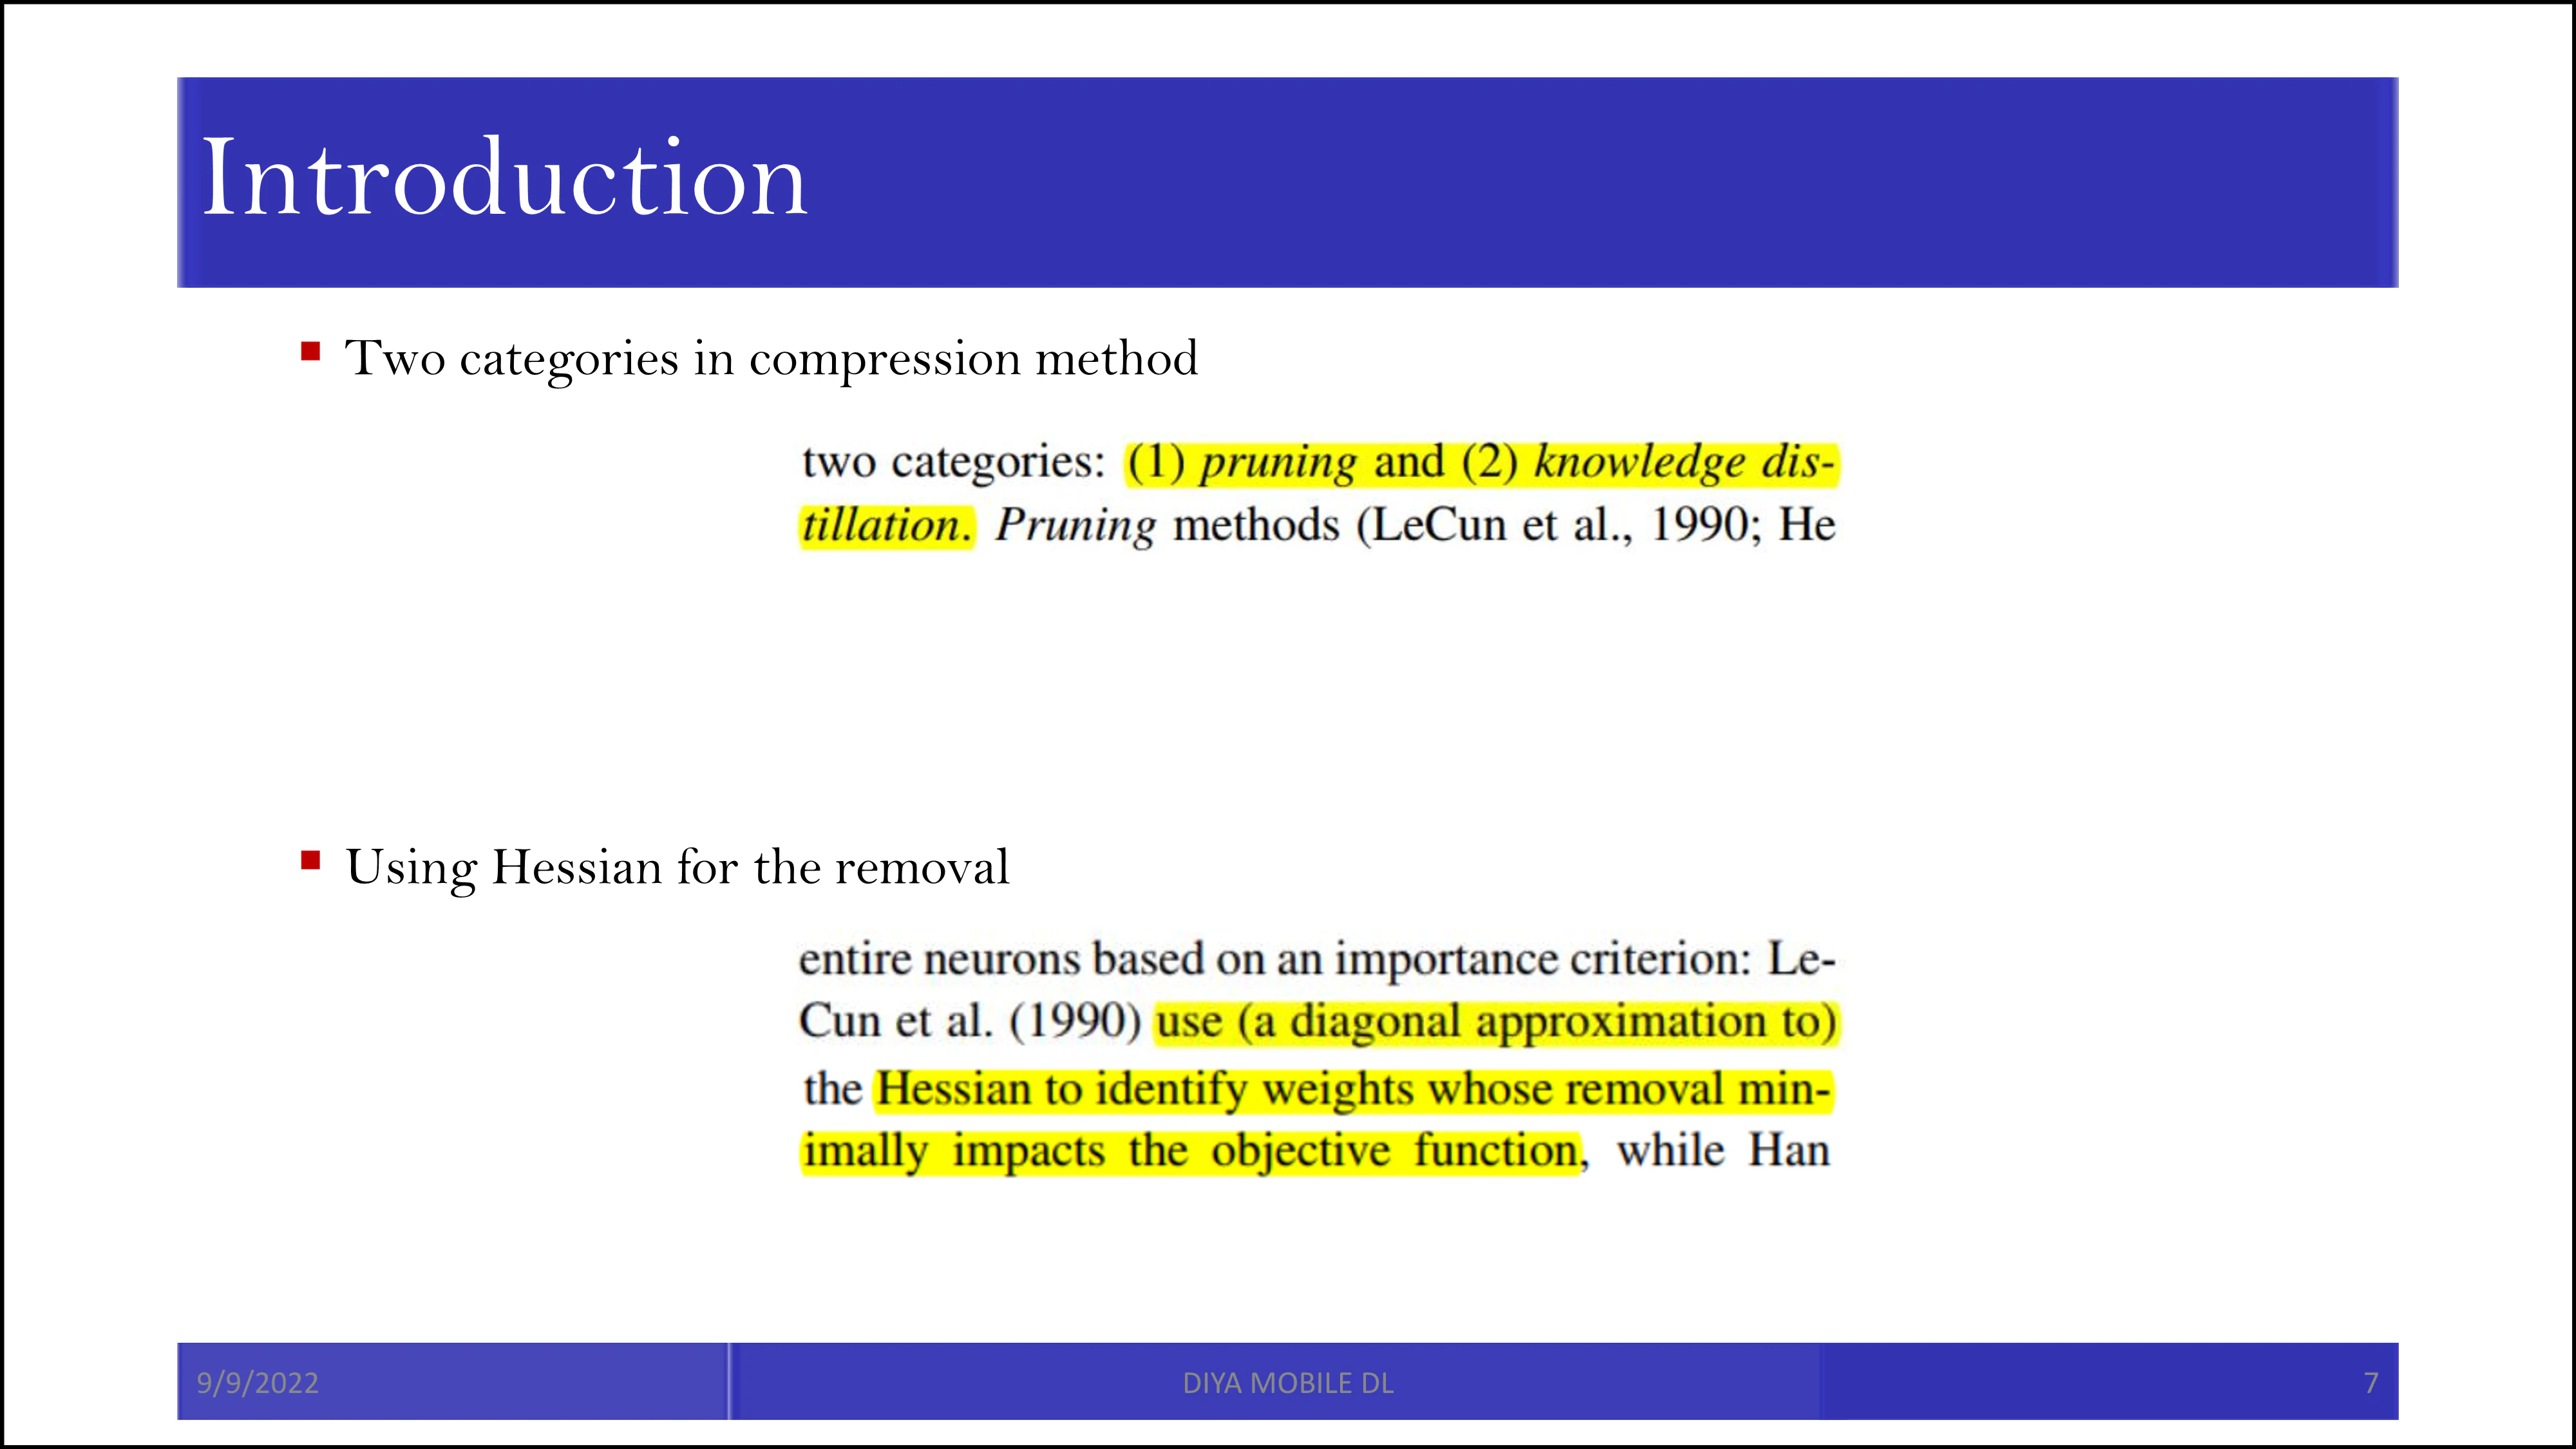 Introduction
Two categories in compression method
two categories: (1) pruning and (2) knowledge dis-
tillation. Pruning methods (LeCun et al., 1990; He
Using Hessian for the removal
entire neurons based on an importance criterion: Le-
Cun et al. (1990) use (a diagonal approximation to)
the Hessian to identify weights whose removal min-
imally impacts the objective function, while Han
9/9/2022
DIYA MOBILE DL
7